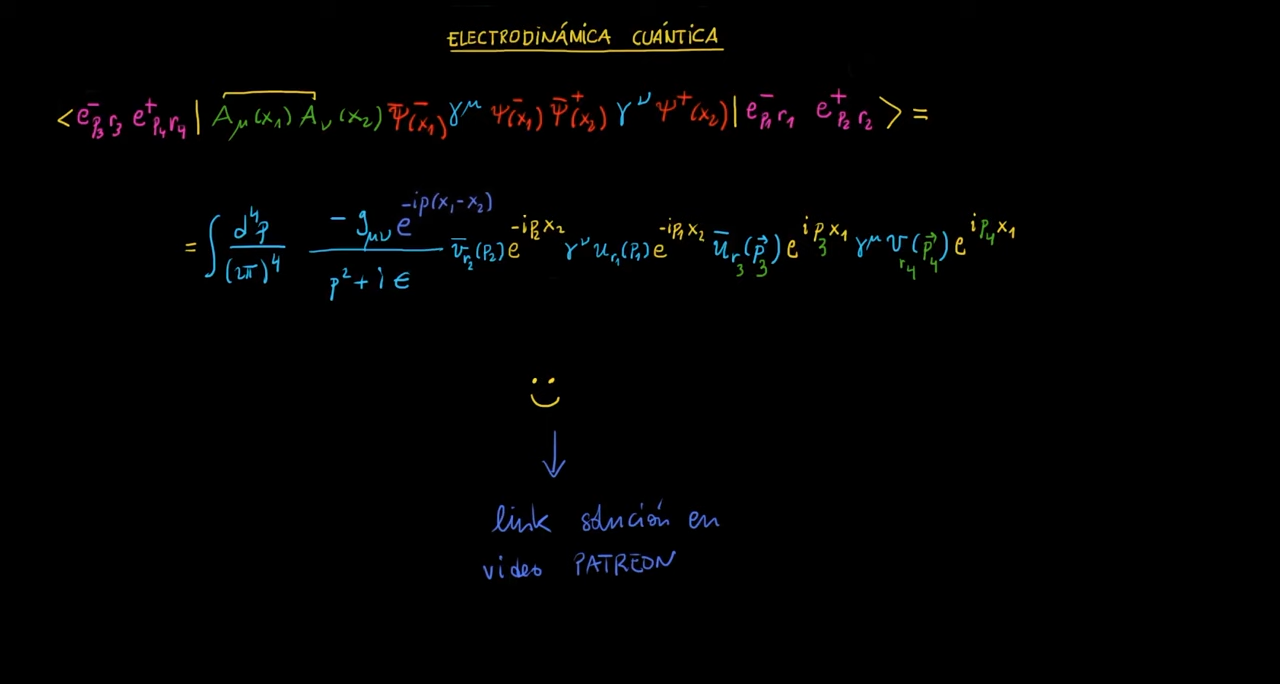 ELECTRODINÁMICA CUÁNTICA
<e⁻p₃r₃ e⁺p₄r₄| Aμ(x₁) Aν(x₂) Ψ̄⁻(x₁) γ^μ Ψ⁻(x₁) Ψ̄⁺(x₂) γ^ν Ψ⁺(x₂) |e⁻p₁r₁ e⁺p₂r₂> =
= ∫ d⁴p/(2π)⁴ -gμν e^{-ip(x₁-x₂)}/(p²+iϵ) v̄r₂(p₂) e^{-ip₂x₂} γ^ν ur₁(p₁) e^{-ip₁x₂} ūr₃(p⃗₃) e^{ip₃x₁} γ^μ vr₄(p⃗₄) e^{ip₄x₁}
link solución en
video PATREON